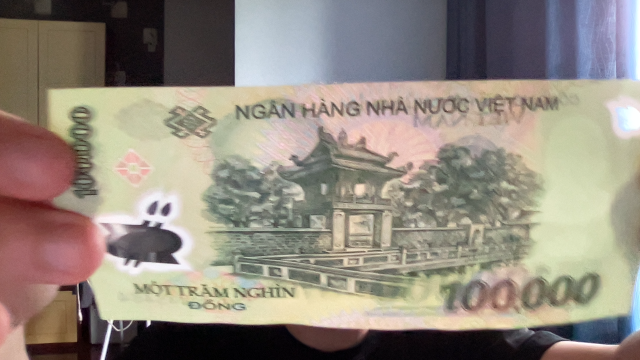 NGÂN HÀNG NHÀ NƯỚC VIỆT NAM
100000
MỘT TRĂM NGHÌN
ĐỒNG
100.000